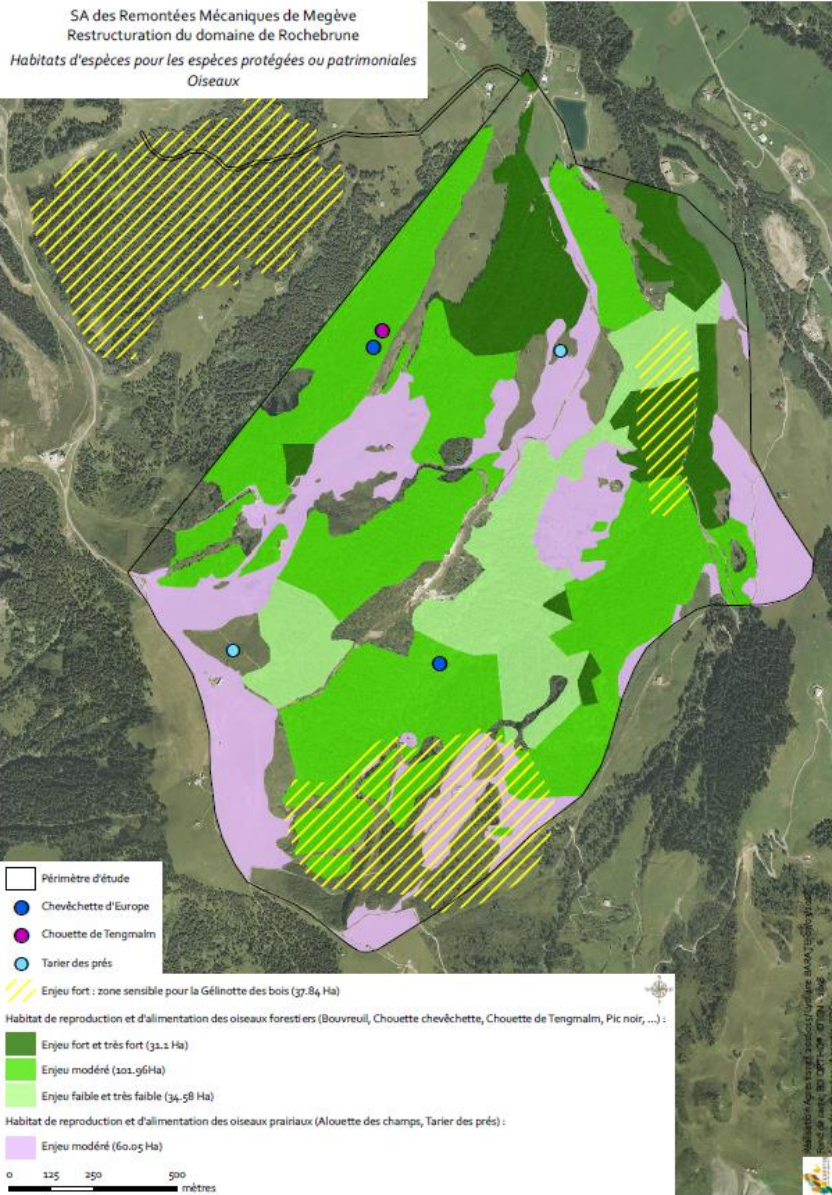 SA des Remontées Mécaniques de Megève
Restructuration du domaine de Rochebrune
Habitats d'espèces pour les espèces protégées ou patrimoniales
Oiseaux
Périmètre d'étude
Chevêchette d'Europe
Chouette de Tengmalm
Tarier des prés
Enjeu fort : zone sensible pour la Gélinotte des bois (37.84 Ha)
Habitat de reproduction et d'alimentation des oiseaux forestiers (Bouvreuil, Chouette chevêchette, Chouette de Tengmalm, Pic noir, ...) :
Enjeu fort et très fort (31.1 Ha)
Enjeu modéré (101.96Ha)
Enjeu faible et très faible (34.58 Ha)
Habitat de reproduction et d'alimentation des oiseaux prairiaux (Alouette des champs, Tarier des prés) :
Enjeu modéré (60.05 Ha)
0 125 250 500
mètres